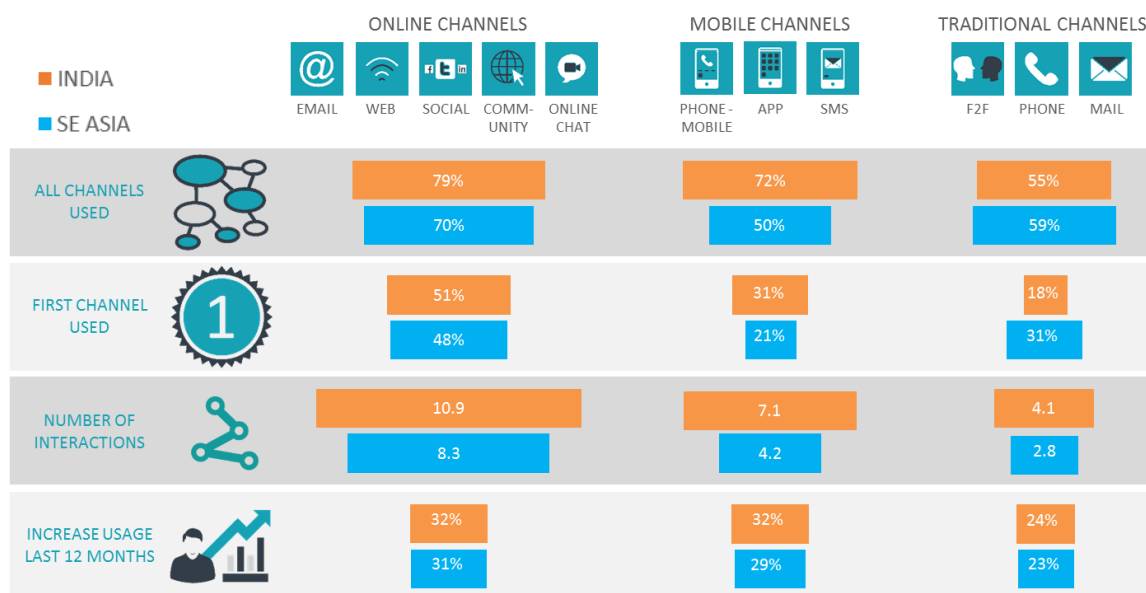 ONLINE CHANNELS
MOBILE CHANNELS
TRADITIONAL CHANNELS
INDIA
SE ASIA
@
f t in
EMAIL
WEB
SOCIAL
COMM-
UNITY
ONLINE
CHAT
PHONE -
MOBILE
APP
SMS
F2F
PHONE
MAIL
ALL CHANNELS
USED
79%
72%
55%
70%
50%
59%
FIRST CHANNEL
USED
1
51%
31%
18%
48%
21%
31%
NUMBER OF
INTERACTIONS
10.9
7.1
4.1
8.3
4.2
2.8
INCREASE USAGE
LAST 12 MONTHS
32%
32%
24%
31%
29%
23%